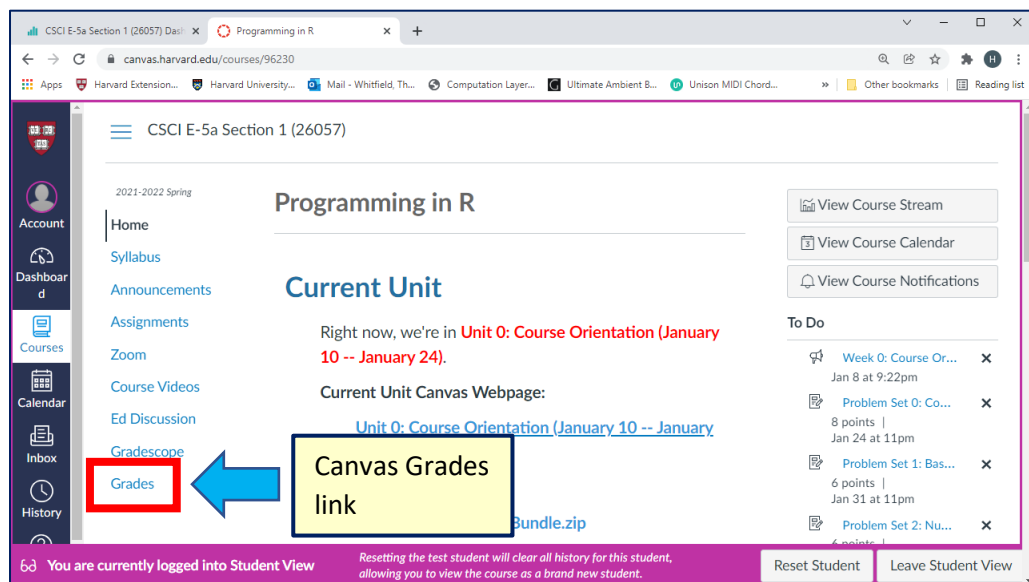 CSCI E-5a Section 1 (26057) Dash
Programming in R
canvas.harvard.edu/courses/96230
H
Apps
Harvard Extension...
Harvard University...
Mail - Whitfield, Th...
Computation Layer...
Ultimate Ambient B...
Unison MIDI Chord...
»
Other bookmarks
Reading list
CSCI E-5a Section 1 (26057)
Account
Dashboar
d
Courses
Calendar
Inbox
History
2021-2022 Spring
Home
Syllabus
Announcements
Assignments
Zoom
Course Videos
Ed Discussion
Gradescope
Grades
Programming in R
Current Unit
Right now, we're in Unit 0: Course Orientation (January
10 -- January 24).
Current Unit Canvas Webpage:
Unit 0: Course Orientation (January 10 -- January
Canvas Grades
link
Bundle.zip
View Course Stream
View Course Calendar
View Course Notifications
To Do
Week 0: Course Or...
Jan 8 at 9:22pm
Problem Set 0: Co...
8 points |
Jan 24 at 11pm
Problem Set 1: Bas...
6 points |
Jan 31 at 11pm
Problem Set 2: Nu...
6 points |
You are currently logged into Student View
Resetting the test student will clear all history for this student,
allowing you to view the course as a brand new student.
Reset Student
Leave Student View